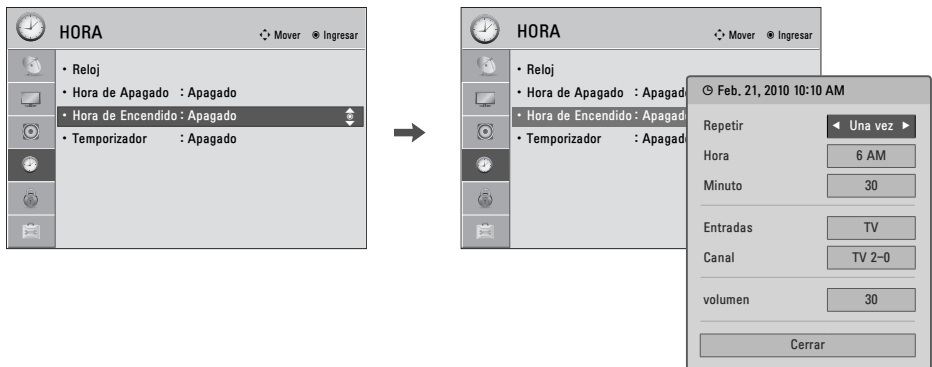 HORA
Mover Ingresar
• Reloj
• Hora de Apagado : Apagado
• Hora de Encendido : Apagado
• Temporizador : Apagado
HORA
Mover Ingresar
• Reloj
• Hora de Apagado : Apagad
• Hora de Encendido : Apagad
• Temporizador : Apagad
Feb. 21, 2010 10:10 AM
Repetir ◄ Una vez ►
Hora 6 AM
Minuto 30
Entradas TV
Canal TV 2-0
volumen 30
Cerrar